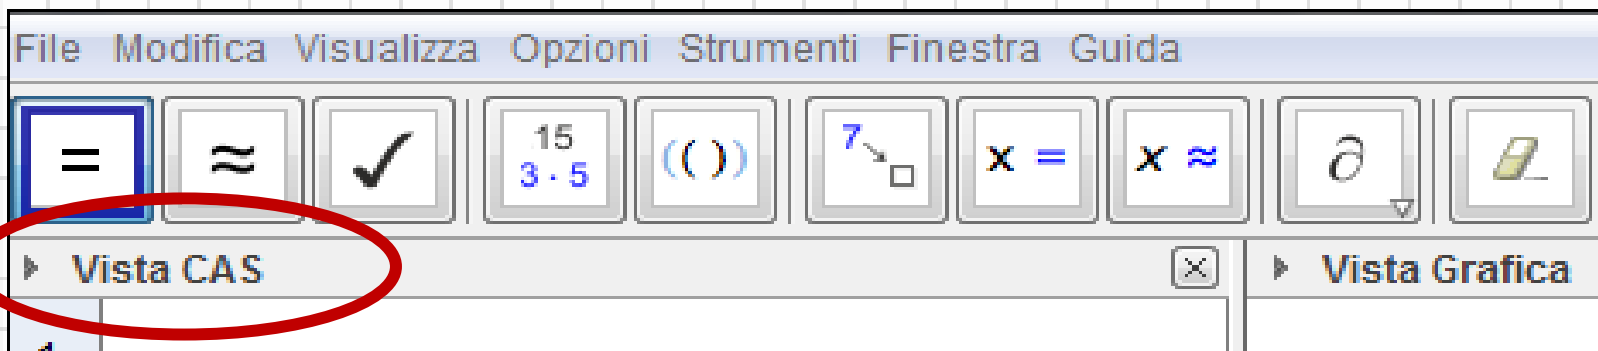 File Modifica Visualizza Opzioni Strumenti Finestra Guida
= ≈ ✓ 15 (( )) 7 x = x ≈ ∂
3 · 5
Vista CAS Vista Grafica